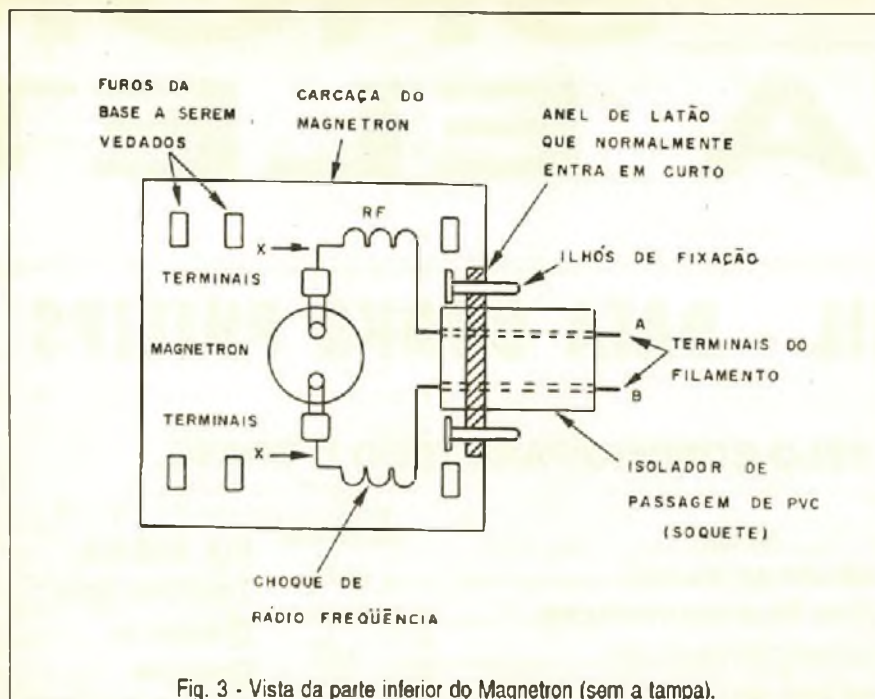 FUROS DA
BASE A SEREM
VEDADOS
CARCAÇA DO
MAGNETRON
ANEL DE LATÃO
QUE NORMALMENTE
ENTRA EM CURTO
RF
X
TERMINAIS
ILHÓS DE FIXAÇÃO
MAGNETRON
A
TERMINAIS DO
FILAMENTO
B
TERMINAIS
X
ISOLADOR DE
PASSAGEM DE PVC
(SOQUETE)
CHOQUE DE
RÁDIO FREQÜÊNCIA
Fig. 3 - Vista da parte inferior do Magnetron (sem a tampa).